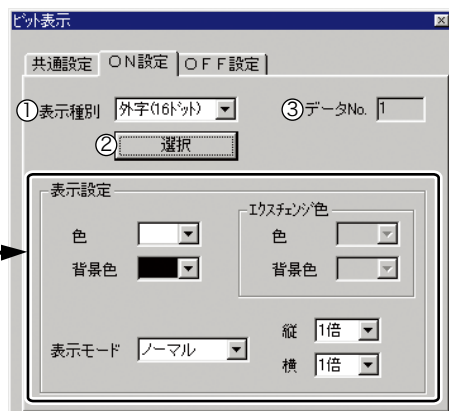 ビット表示
共通設定 ON設定 OFF設定
①表示種別 外字(16ドット) ③データNo. 1
② 選択
表示設定
エクスチェンジ色
色 色
背景色 背景色
縦 1倍
表示モード ノーマル
横 1倍